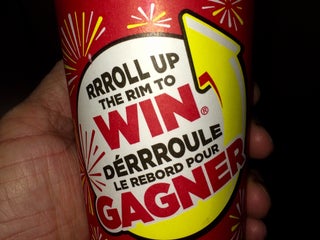 RRROLL UP
THE RIM TO
WIN®
DÉRRROULE
LE REBORD POUR
GAGNER